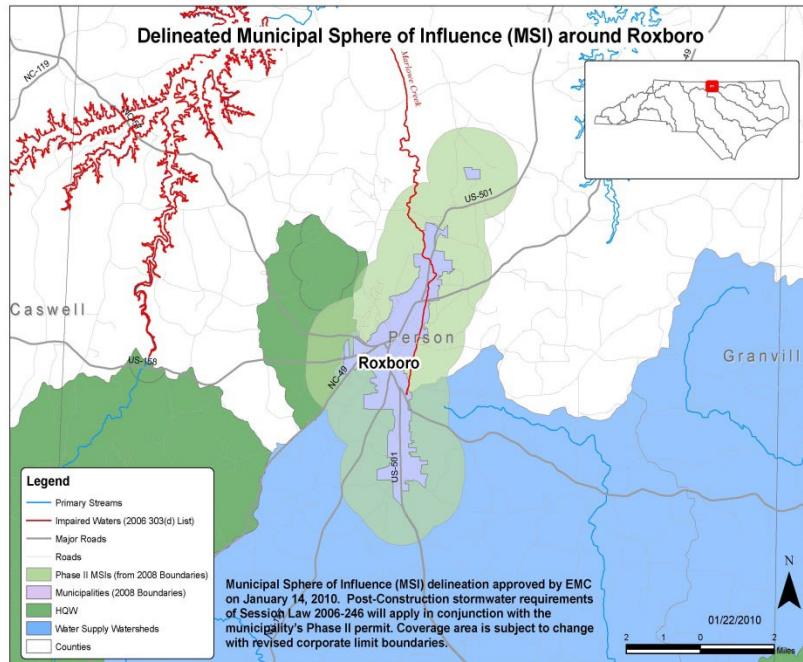 Delineated Municipal Sphere of Influence (MSI) around Roxboro
NC-119
Marlowe Creek
-49
US-501
Caswell
Person
Granvill
US-158
NC-49
Roxboro
US-501
Legend
Primary Streams
Impaired Waters (2006 303(d) List)
Major Roads
Roads
Phase II MSIs (from 2008 Boundaries)
Municipalities (2008 Boundaries)
HQW
Water Supply Watersheds
Counties
Municipal Sphere of Influence (MSI) delineation approved by EMC
on January 14, 2010. Post-Construction stormwater requirements
of Session Law 2006-246 will apply in conjunction with the
municipality's Phase II permit. Coverage area is subject to change
with revised corporate limit boundaries.
N
01/22/2010
2 1 0 2
Miles